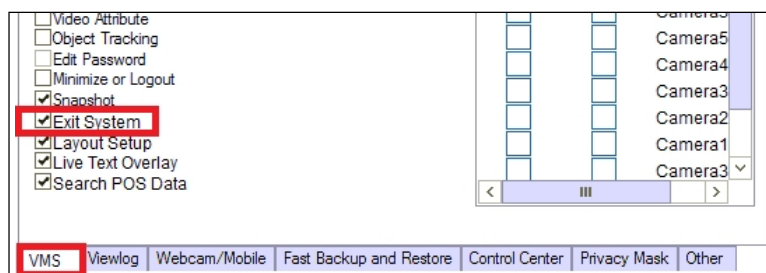 Video Attribute
Object Tracking
Edit Password
Minimize or Logout
Snapshot
Exit System
Layout Setup
Live Text Overlay
Search POS Data
Camera5
Camera4
Camera3
Camera2
Camera1
Camera3
VMS Viewlog Webcam/Mobile Fast Backup and Restore Control Center Privacy Mask Other